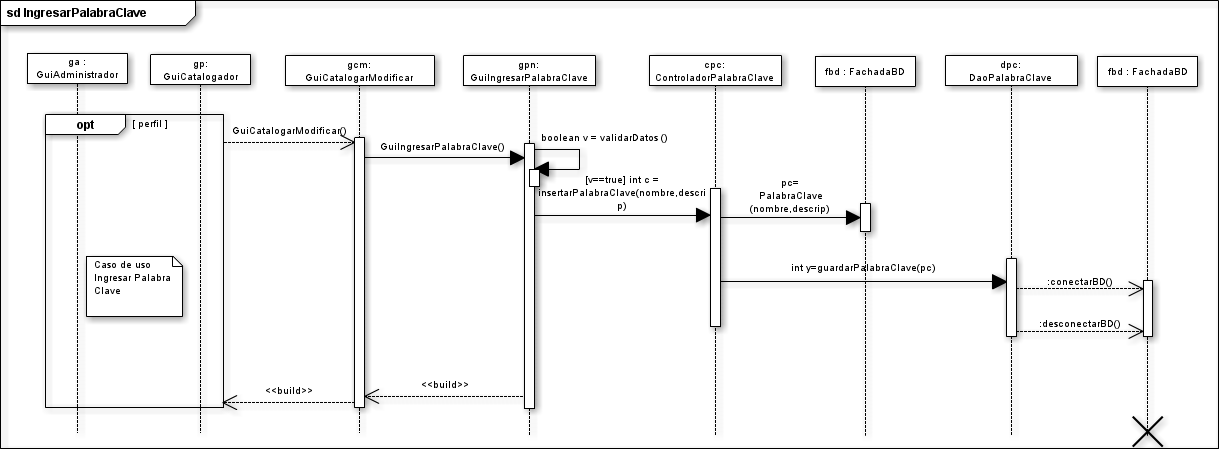 sd IngresarPalabraClave
ga :
GuiAdministrador
gp:
GuiCatalogador
gcm:
GuiCatalogarModificar
gpn:
GuiIngresarPalabraClave
cpc:
ControladorPalabraClave
fbd : FachadaBD
dpc:
DaoPalabraClave
fbd : FachadaBD
opt
[ perfil ]
GuiCatalogarModificar()
GuiIngresarPalabraClave()
boolean v = validarDatos ()
[v==true] int c =
insertarPalabraClave(nombre,descri
p)
pc=
PalabraClave
(nombre,descrip)
Caso de uso
Ingresar Palabra
Clave
int y=guardarPalabraClave(pc)
:conectarBD()
:desconectarBD()
<<build>>
<<build>>